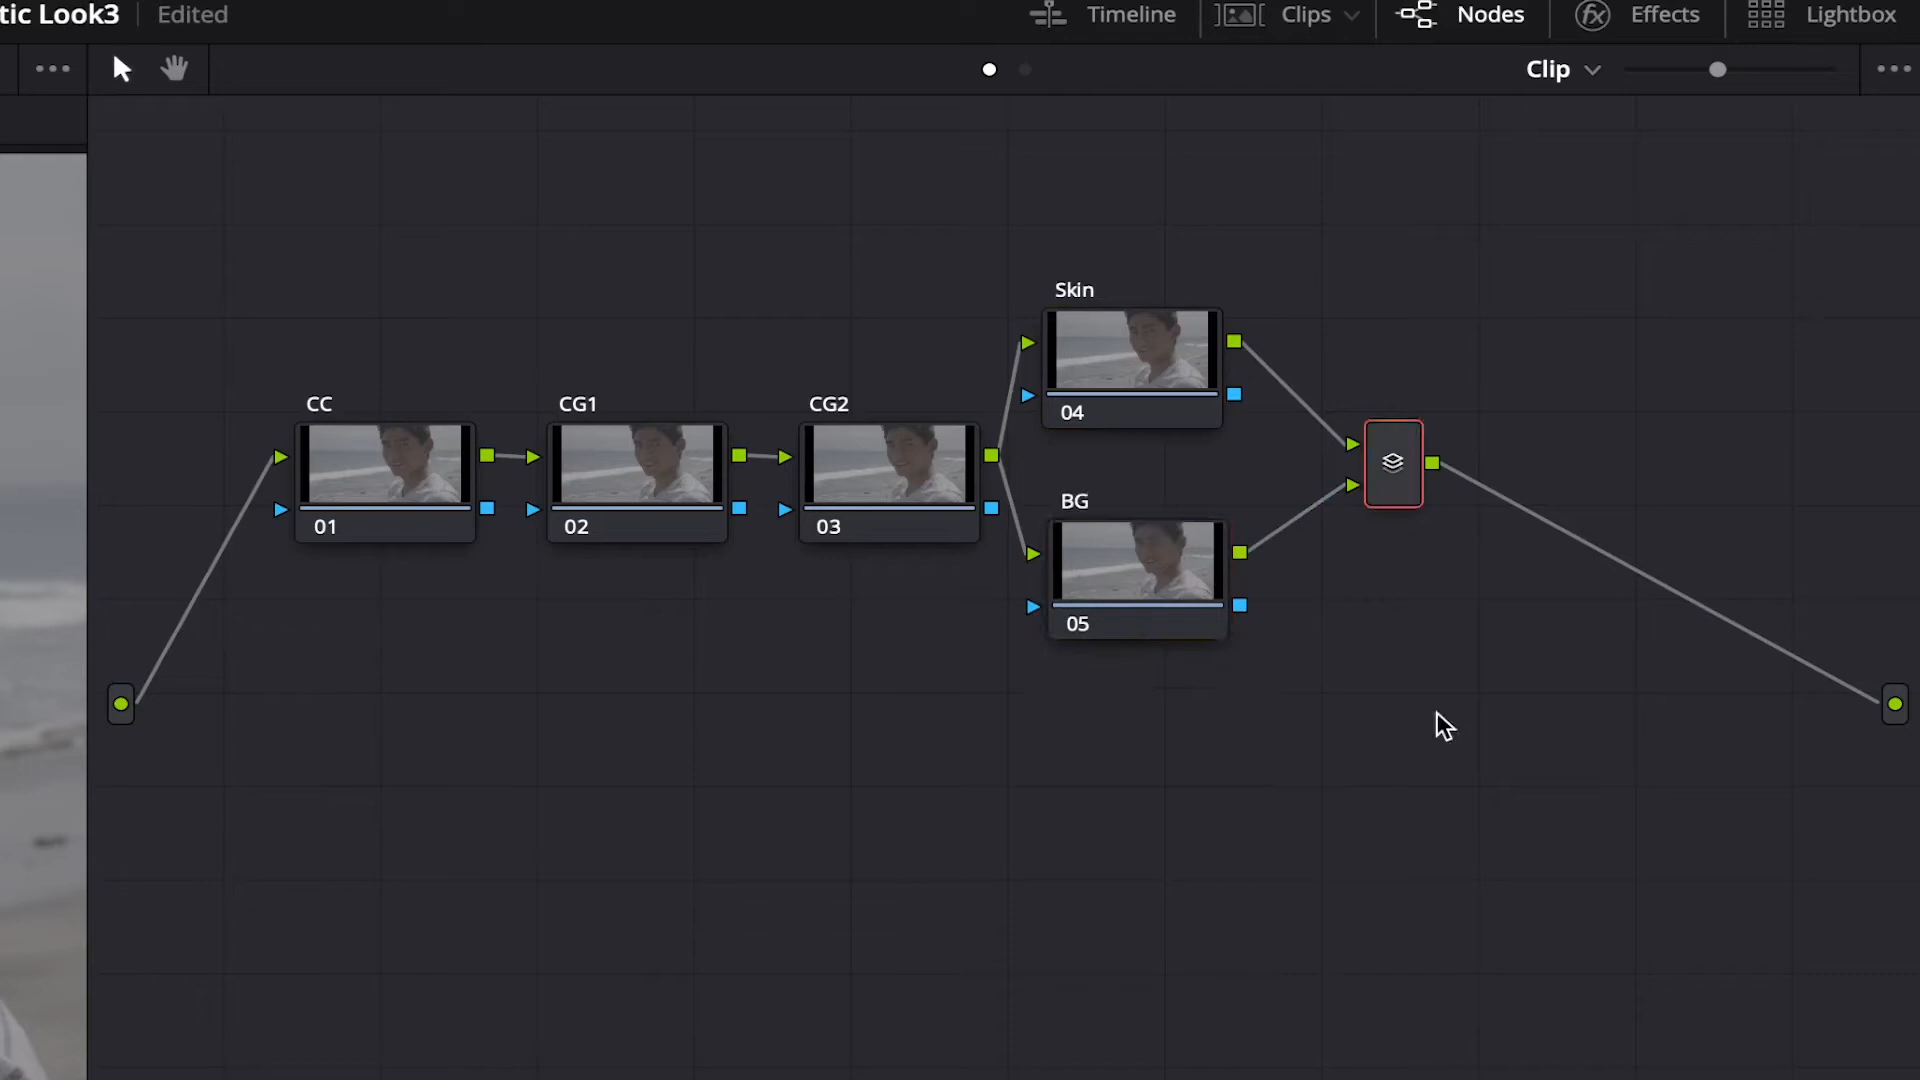 tic Look3 Edited Timeline Clips Nodes Effects Lightbox
Clip
Skin
04
CC CG1 CG2
01 02 03
BG
05